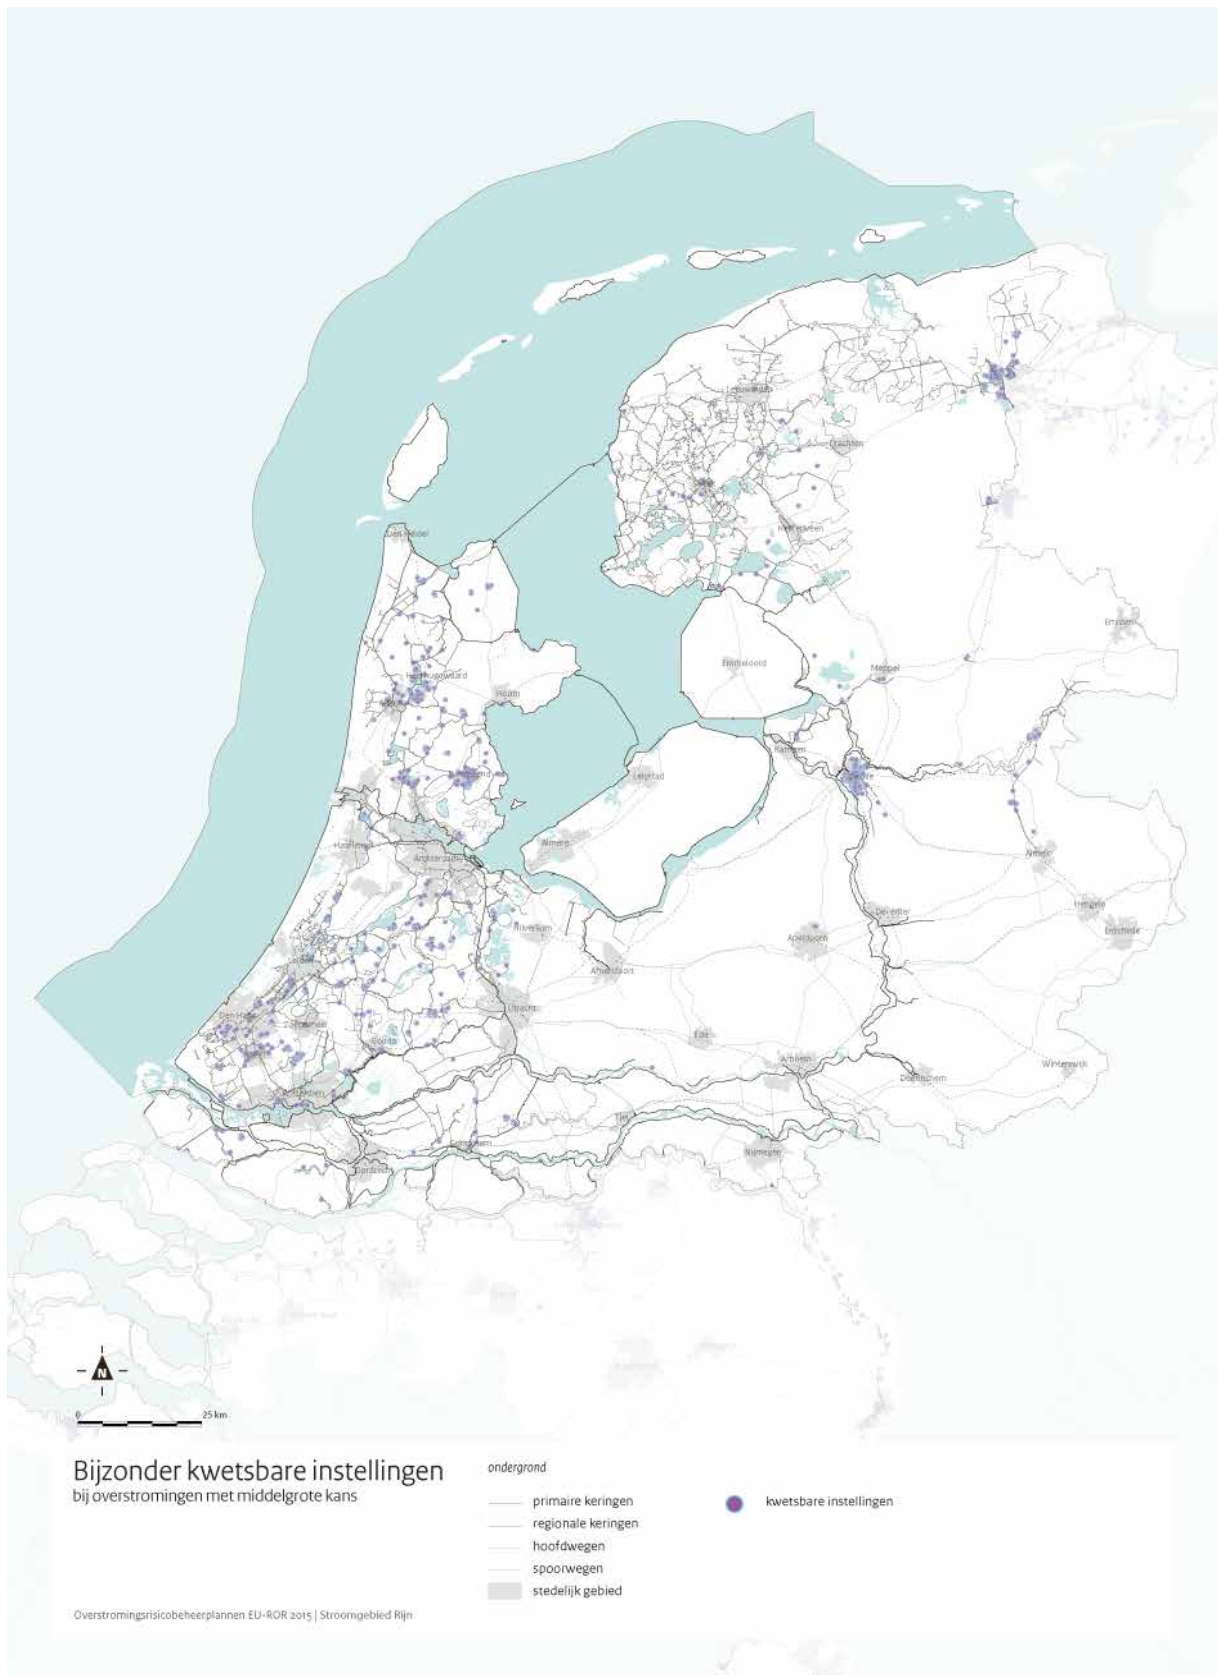 Leeuwarden
Drachten
Heerenveen
Den Helder
Emmen
Emmeloord
Meppel
Heerhugowaard
Hoorn
Alkmaar
Kampen
Purmerend
Lelystad
Almere
Haarlem
Amsterdam
Almelo
Deventer
Hengelo
Hilversum
Apeldoorn
Enschede
Amersfoort
Leiden
Utrecht
Den Haag
Zoetermeer
Gouda
Ede
Arnhem
Winterswijk
Doetinchem
Rotterdam
Tiel
Gorinchem
Nijmegen
Dordrecht
N
0 25 km
Bijzonder kwetsbare instellingen
bij overstromingen met middelgrote kans
ondergrond
primaire keringen
regionale keringen
hoofdwegen
spoorwegen
stedelijk gebied
kwetsbare instellingen
Overstromingsrisicobeheerplannen EU-ROR 2015 | Stroomgebied Rijn